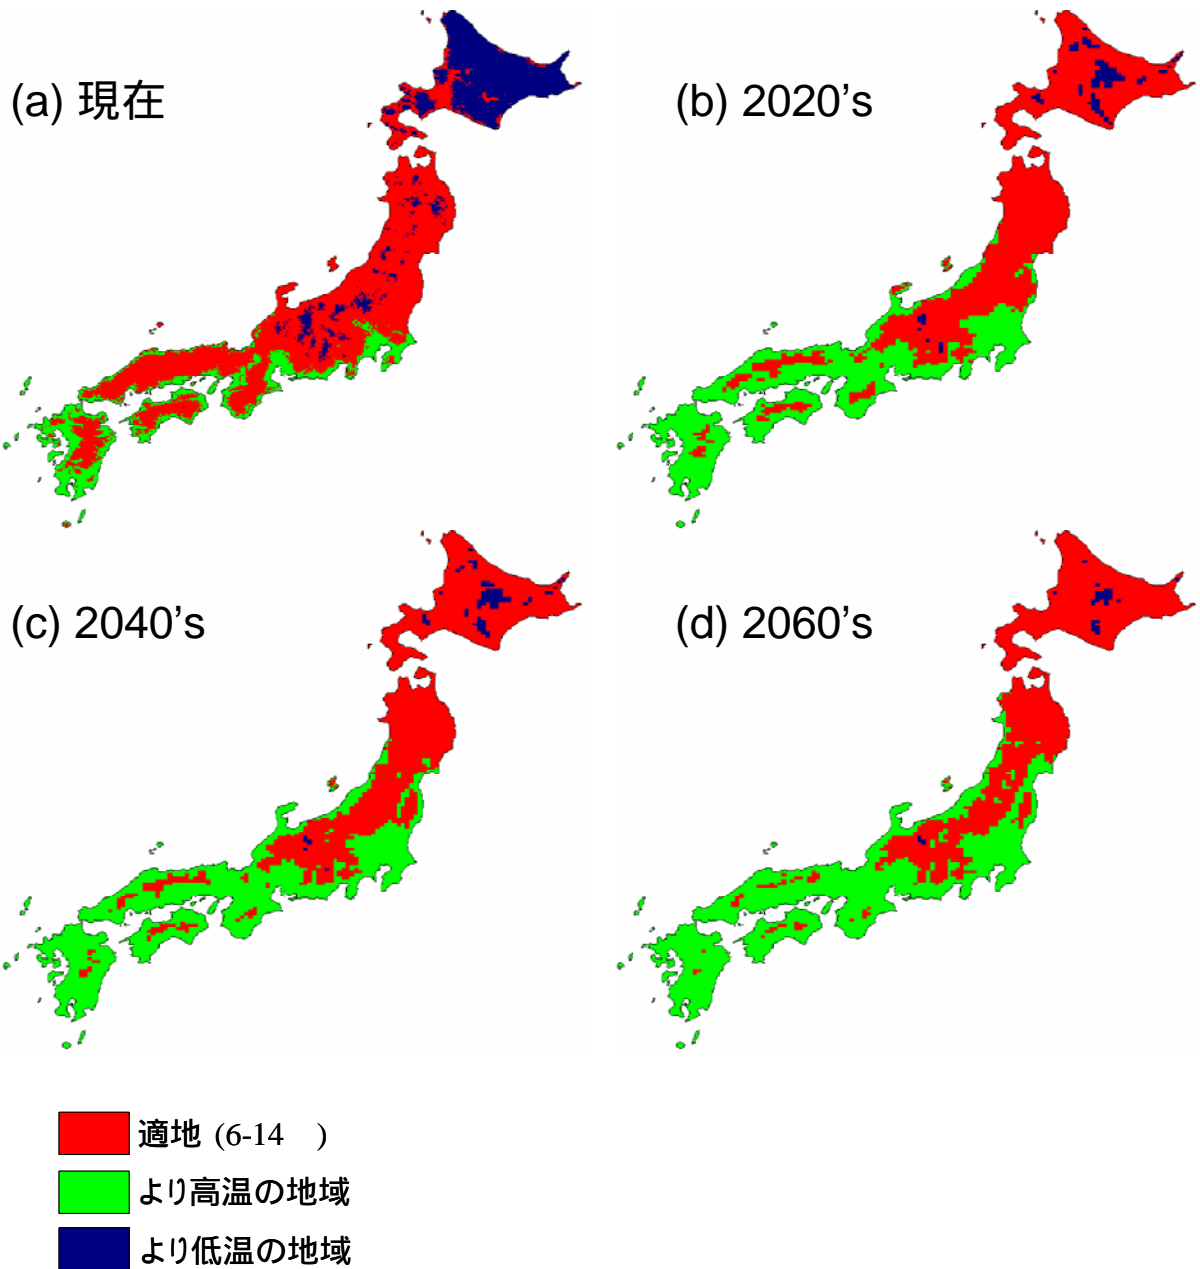 (a) 現在
(b) 2020's
(c) 2040's
(d) 2060's
適地 (6-14 )
より高温の地域
より低温の地域